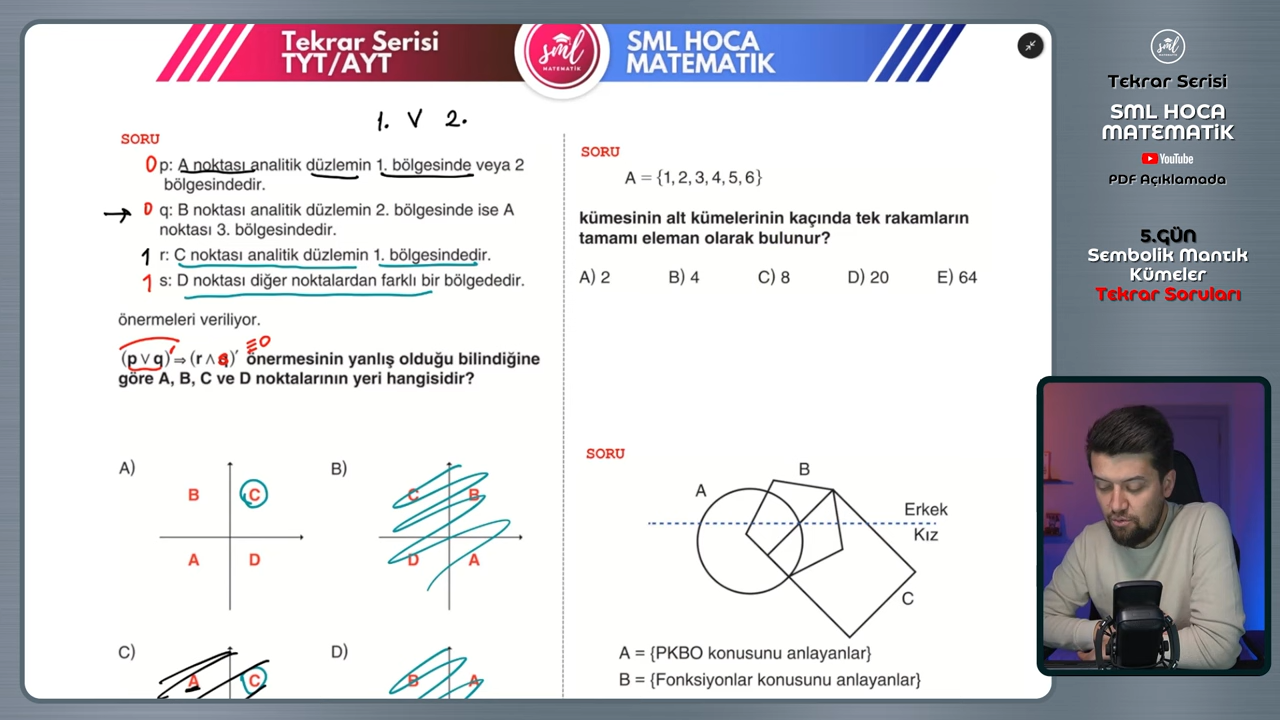 Tekrar Serisi
TYT/AYT
sml
MATEMATİK
SML HOCA
MATEMATİK
1. V 2.
SORU
0 p: A noktası analitik düzlemin 1. bölgesinde veya 2
bölgesindedir.
0 q: B noktası analitik düzlemin 2. bölgesinde ise A
noktası 3. bölgesindedir.
1 r: C noktası analitik düzlemin 1. bölgesindedir.
1 s: D noktası diğer noktalardan farklı bir bölgededir.
önermeleri veriliyor.
(p ∨ q)' ⇒ (r ∧ s)' ≡ 0 önermesinin yanlış olduğu bilindiğine
göre A, B, C ve D noktalarının yeri hangisidir?
A)
B C
A D
B)
C B
D A
C)
A C
D)
B A
SORU
A = {1, 2, 3, 4, 5, 6}
kümesinin alt kümelerinin kaçında tek rakamların
tamamı eleman olarak bulunur?
A) 2 B) 4 C) 8 D) 20 E) 64
SORU
B
A
Erkek
Kız
C
A = {PKBO konusunu anlayanlar}
B = {Fonksiyonlar konusunu anlayanlar}
sml
Tekrar Serisi
SML HOCA
MATEMATİK
YouTube
PDF Açıklamada
5.GÜN
Sembolik Mantık
Kümeler
Tekrar Soruları